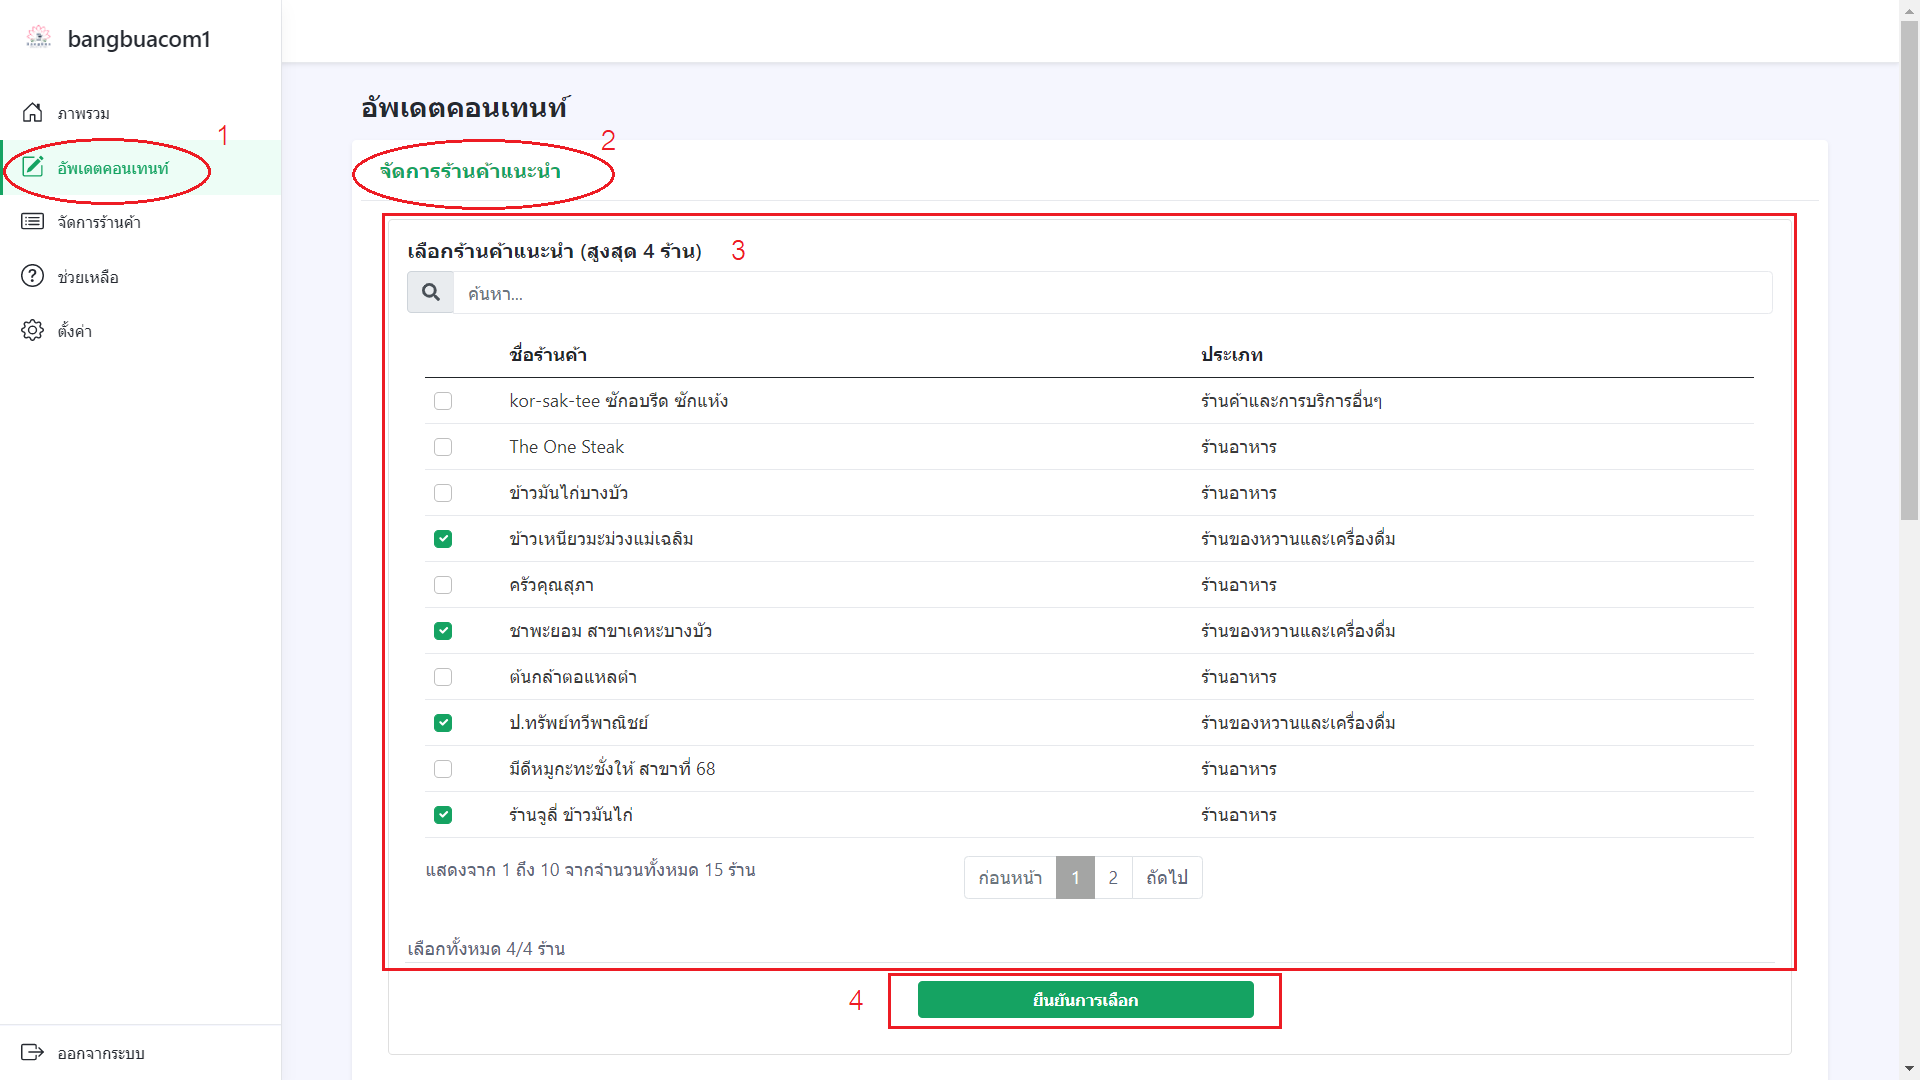 bangbuacom1
ภาพรวม
1
อัพเดตคอนเทนท์
จัดการร้านค้า
ช่วยเหลือ
ตั้งค่า
ออกจากระบบ
อัพเดตคอนเทนท์
2
จัดการร้านค้าแนะนำ
เลือกร้านค้าแนะนำ (สูงสุด 4 ร้าน) 3
ค้นหา...
ชื่อร้านค้า ประเภท
kor-sak-tee ซักอบรีด ซักแห้ง ร้านค้าและการบริการอื่นๆ
The One Steak ร้านอาหาร
ข้าวมันไก่บางบัว ร้านอาหาร
ข้าวเหนียวมะม่วงแม่เฉลิม ร้านของหวานและเครื่องดื่ม
ครัวคุณสุภา ร้านอาหาร
ชาพะยอม สาขาเคหะบางบัว ร้านของหวานและเครื่องดื่ม
ต้นกล้าตอแหลตำ ร้านอาหาร
ป.ทรัพย์ทวีพาณิชย์ ร้านของหวานและเครื่องดื่ม
มีดีหมูกะทะชั่งให้ สาขาที่ 68 ร้านอาหาร
ร้านจูลี่ ข้าวมันไก่ ร้านอาหาร
แสดงจาก 1 ถึง 10 จากจำนวนทั้งหมด 15 ร้าน
ก่อนหน้า 1 2 ถัดไป
เลือกทั้งหมด 4/4 ร้าน
4 ยืนยันการเลือก